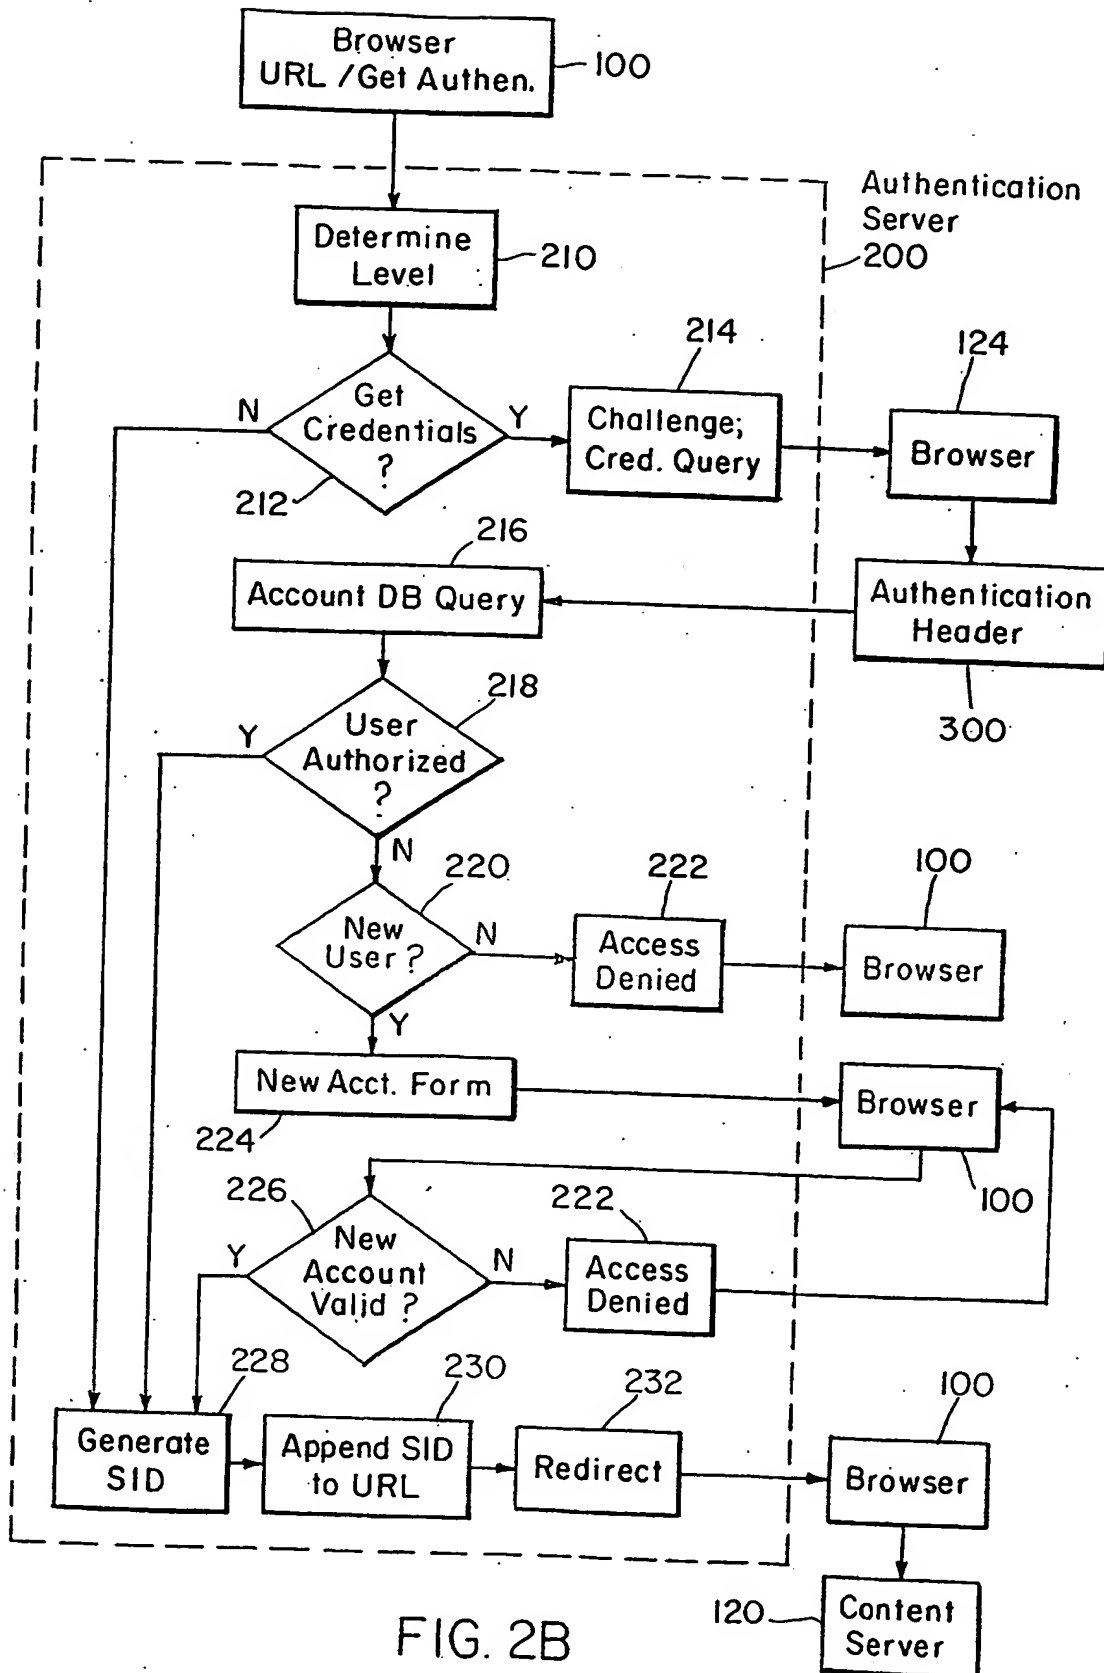 Browser
URL /Get Authen.
100
Authentication
Server
200
Determine
Level
210
214
124
Get
Credentials
?
N
Y
212
Challenge;
Cred. Query
Browser
216
Account DB Query
Authentication
Header
300
218
User
Authorized
?
Y
N
220
222
100
New
User ?
N
Y
Access
Denied
Browser
New Acct. Form
224
Browser
100
226
222
New
Account
Valid ?
Y
N
Access
Denied
228
230
232
100
Generate
SID
Append SID
to URL
Redirect
Browser
120
Content
Server
FIG. 2B